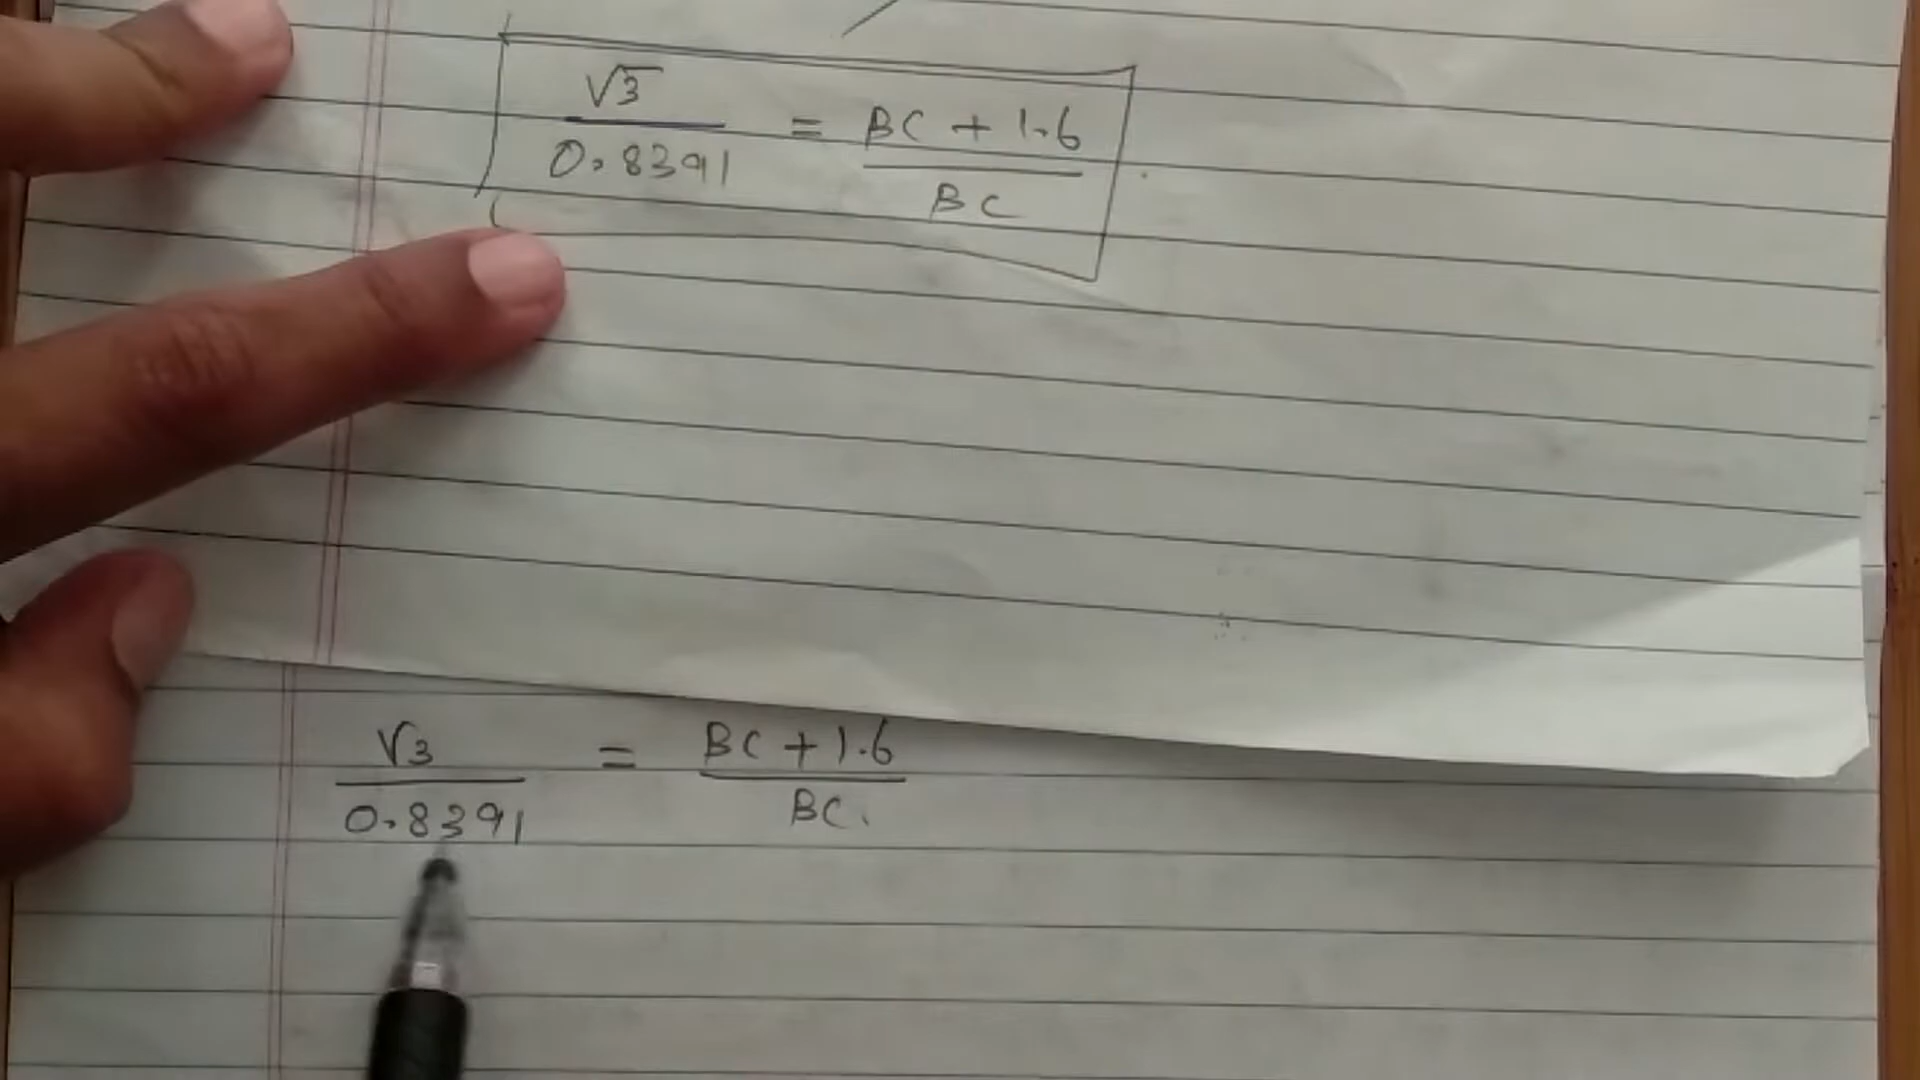 √3
0.8391
= BC + 1.6
BC
√3
0.8391
= BC + 1.6
BC.